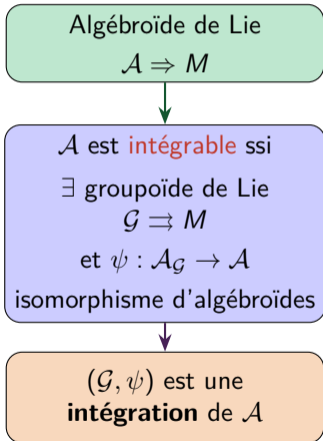 Algébroïde de Lie
𝒜 ⇒ M
𝒜 est intégrable ssi
∃ groupoïde de Lie
𝒢 ⇉ M
et ψ : 𝒜_𝒢 → 𝒜
isomorphisme d'algébroïdes
(𝒢, ψ) est une
intégration de 𝒜